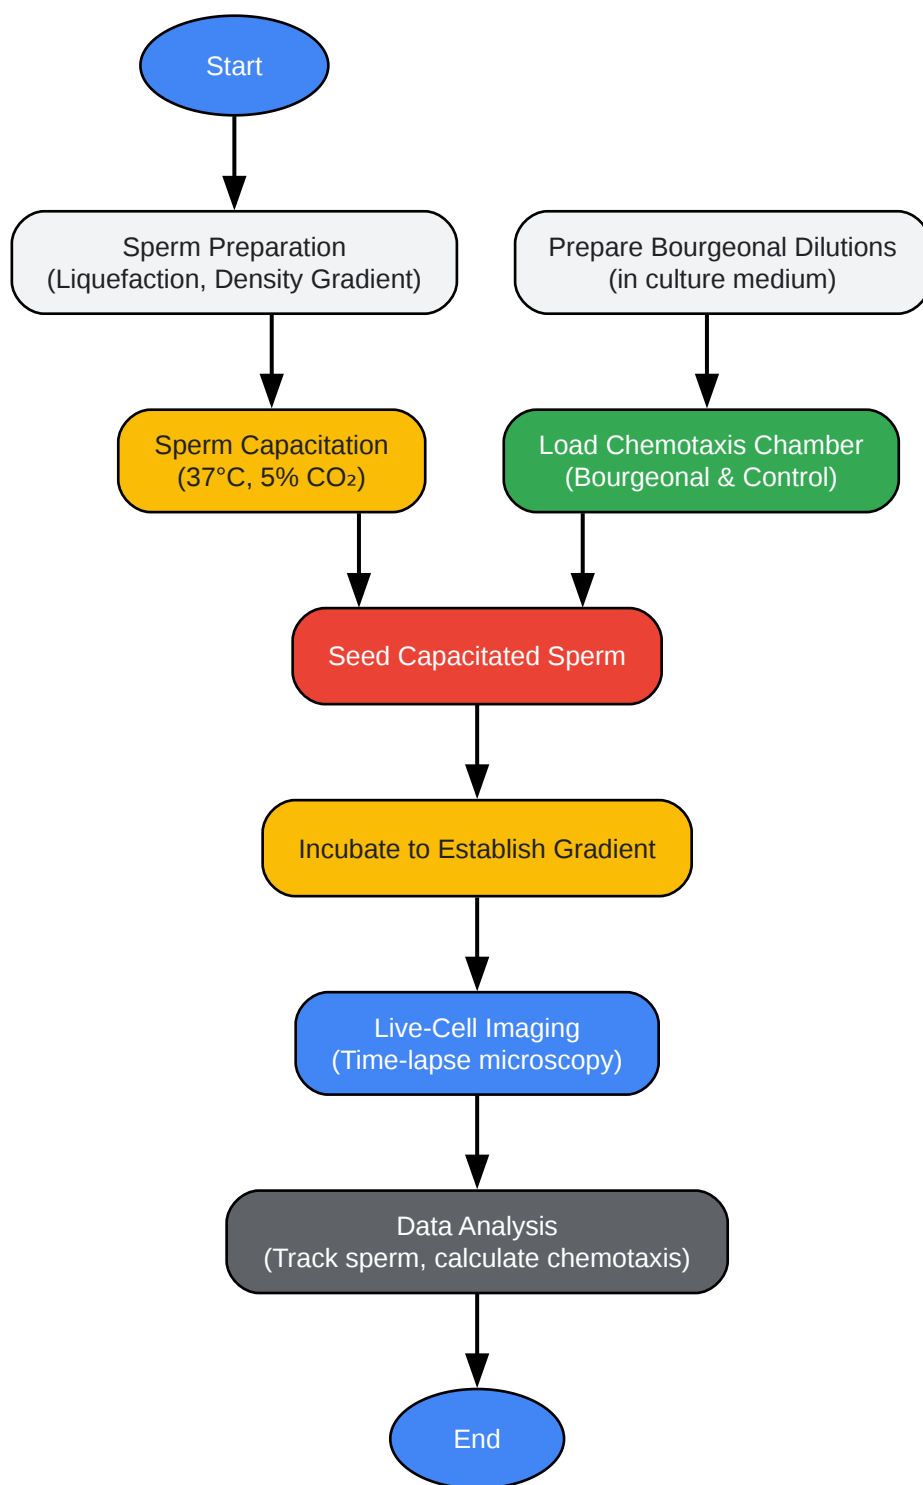 Start
Sperm Preparation
(Liquefaction, Density Gradient)
Prepare Bourgeonal Dilutions
(in culture medium)
Sperm Capacitation
(37°C, 5% CO₂)
Load Chemotaxis Chamber
(Bourgeonal & Control)
Seed Capacitated Sperm
Incubate to Establish Gradient
Live-Cell Imaging
(Time-lapse microscopy)
Data Analysis
(Track sperm, calculate chemotaxis)
End